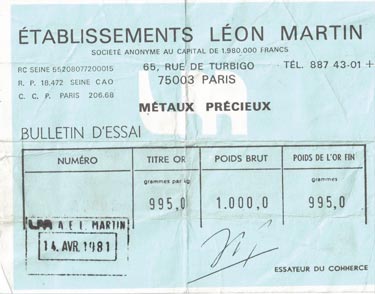 ÉTABLISSEMENTS LÉON MARTIN
SOCIÉTÉ ANONYME AU CAPITAL DE 1.980.000 FRANCS
RC SEINE 55208077200015
65, RUE DE TURBIGO
TÉL. 887 43-01 +
R. P. 18.472 SEINE CAO
75003 PARIS
C. C. P. PARIS 206.68
MÉTAUX PRÉCIEUX
BULLETIN D'ESSAI
NUMÉRO TITRE OR POIDS BRUT POIDS DE L'OR FIN
grammes par kg grammes grammes
995,0 1.000,0 995,0
LM A E L. MARTIN
14. AVR. 1981
ESSAYEUR DU COMMERCE